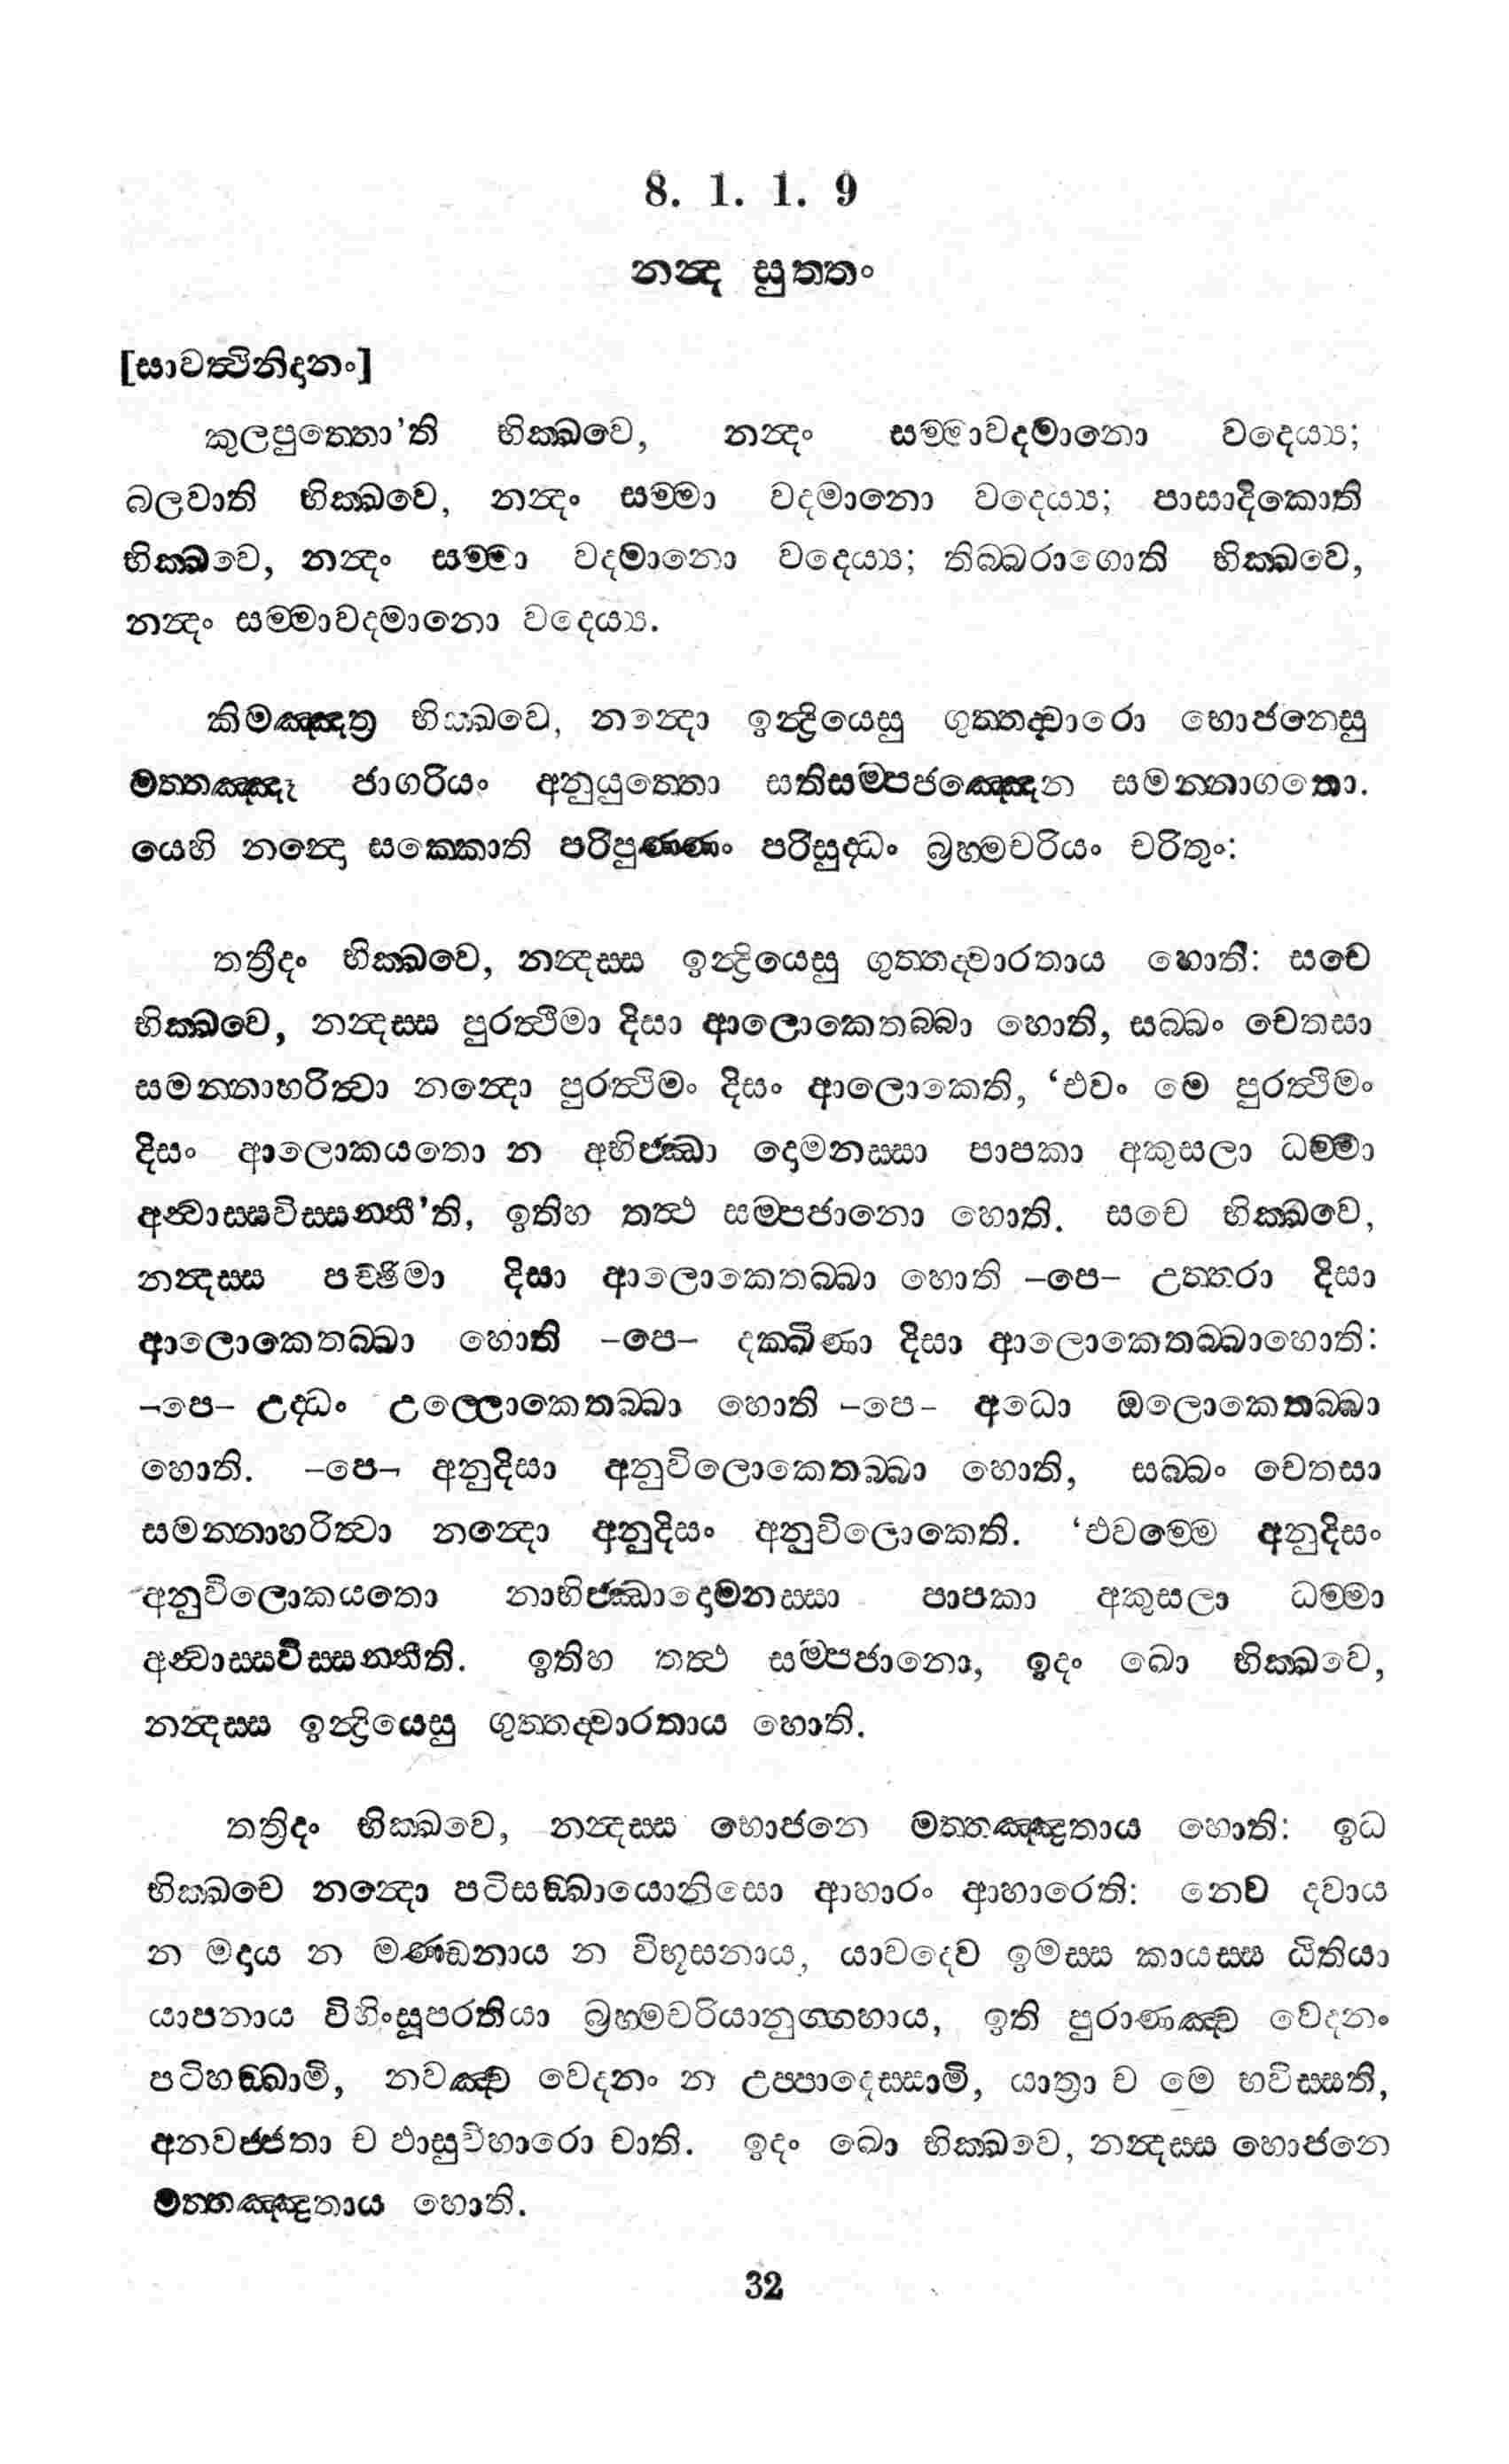 8. 1. 1. 9
නන්‍ද සුත්‍තං
[සාවත්‍ථිනිදානං]
කුලපුත්‍තො’ති භික්‍ඛවෙ, නන්‍දං සම්‍මාවදමානො වදෙය්‍ය;
බලවාති භික්‍ඛවෙ, නන්‍දං සම්‍මා වදමානො වදෙය්‍ය; පාසාදිකොති
භික්‍ඛවෙ, නන්‍දං සම්‍මා වදමානො වදෙය්‍ය; තිබ්‍බරාගොති භික්‍ඛවෙ,
නන්‍දං සම්‍මාවදමානො වදෙය්‍ය.
කිමඤ්‍ඤත්‍ර භික්‍ඛවෙ, නන්‍දො ඉන්‍ද්‍රියෙසු ගුත්‍තද්‍වාරො භොජනෙසු
මත්‍තඤ්‍ඤූ ජාගරියං අනුයුත්‍තො සතිසම්‍පජඤ්‍ඤෙන සමන්‍නාගතො.
යෙහි නන්‍දො සක්‍කොති පරිපුණ්‍ණං පරිසුද්‍ධං බ්‍රහ්‍මචරියං චරිතුං:
තත්‍රීදං භික්‍ඛවෙ, නන්‍දස්‍ස ඉන්‍ද්‍රියෙසු ගුත්‍තද්‍වාරතාය හොති: සචෙ
භික්‍ඛවෙ, නන්‍දස්‍ස පුරත්‍ථිමා දිසා ආලොකෙතබ්‍බා හොති, සබ්‍බං චෙතසා
සමන්‍නාහරිත්‍වා නන්‍දො පුරත්‍ථිමං දිසං ආලොකෙති, ‘එවං මෙ පුරත්‍ථිමං
දිසං ආලොකයතො න අභිජ්‍ඣා දොමනස්‍සා පාපකා අකුසලා ධම්‍මා
අන්‍වාස්‍සවිස්‍සන්‍තී’ති, ඉතිහ තත්‍ථ සම්‍පජානො හොති. සචෙ භික්‍ඛවෙ,
නන්‍දස්‍ස පච්ඡිමා දිසා ආලොකෙතබ්‍බා හොති –පෙ– උත්‍තරා දිසා
ආලොකෙතබ්‍බා හොති –පෙ– දක්‍ඛිණා දිසා ආලොකෙතබ්‍බාහොති:
–පෙ– උද්‍ධං උල්‍ලොකෙතබ්‍බා හොති –පෙ– අධො ඔලොකෙතබ්‍බා
හොති. –පෙ– අනුදිසා අනුවිලොකෙතබ්‍බා හොති, සබ්‍බං චෙතසා
සමන්‍නාහරිත්‍වා නන්‍දො අනුදිසං අනුවිලොකෙති. ‘එවම්‍මෙ අනුදිසං
අනුවිලොකයතො නාභිජ්‍ඣාදොමනස්‍සා පාපකා අකුසලා ධම්‍මා
අන්‍වාස්‍සවිස්‍සන්‍තීති. ඉතිහ තත්‍ථ සම්‍පජානො, ඉදං ඛො භික්‍ඛවෙ,
නන්‍දස්‍ස ඉන්‍ද්‍රියෙසු ගුත්‍තද්‍වාරතාය හොති.
තත්‍රිදං භික්‍ඛවෙ, නන්‍දස්‍ස භොජනෙ මත්‍තඤ්‍ඤුතාය හොති: ඉධ
භික්‍ඛචෙ නන්‍දො පටිසඞ්‍ඛායොනිසො ආහාරං ආහාරෙති: නෙව දවාය
න මදාය න මණ්‍ඩනාය න විභූසනාය, යාවදෙව ඉමස්‍ස කායස්‍ස ඨිතියා
යාපනාය විහිංසූපරතියා බ්‍රහ්‍මචරියානුග්‍ගහාය, ඉති පුරාණඤ්‍ච වෙදනං
පටිහඞ්‍ඛාමි, නවඤ්‍ච වෙදනං න උප්‍පාදෙස්‍සාමි, යාත්‍රා ච මෙ භවිස්‍සති,
අනවජ්‍ජතා ච ඵාසුවිහාරො චාති. ඉදං ඛො භික්‍ඛවෙ, නන්‍දස්‍ස භොජනෙ
මත්‍තඤ්‍ඤුතාය හොති.
32